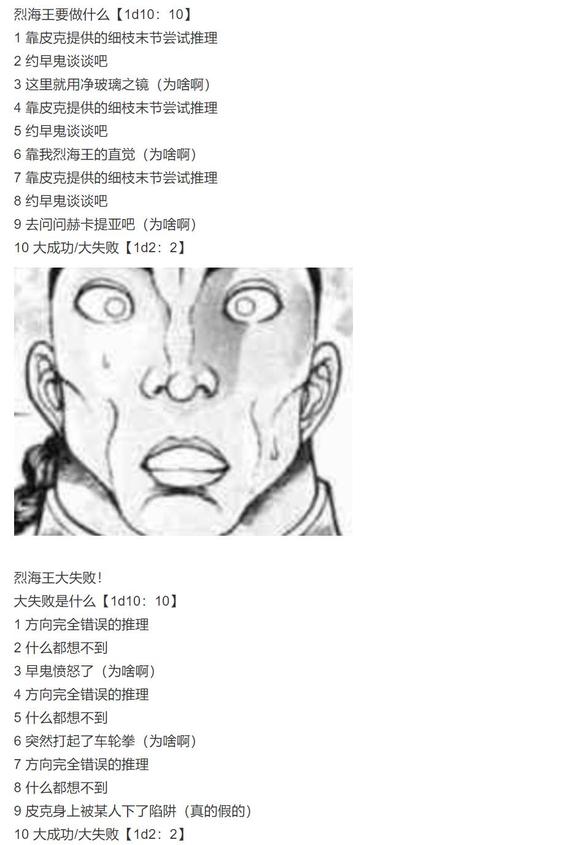 烈海王要做什么【1d10：10】
1 靠皮克提供的细枝末节尝试推理
2 约早鬼谈谈吧
3 这里就用净玻璃之镜（为啥啊）
4 靠皮克提供的细枝末节尝试推理
5 约早鬼谈谈吧
6 靠我烈海王的直觉（为啥啊）
7 靠皮克提供的细枝末节尝试推理
8 约早鬼谈谈吧
9 去问问赫卡提亚吧（为啥啊）
10 大成功/大失败【1d2：2】
烈海王大失败！
大失败是什么【1d10：10】
1 方向完全错误的推理
2 什么都想不到
3 早鬼愤怒了（为啥啊）
4 方向完全错误的推理
5 什么都想不到
6 突然打起了车轮拳（为啥啊）
7 方向完全错误的推理
8 什么都想不到
9 皮克身上被某人下了陷阱（真的假的）
10 大成功/大失败【1d2：2】